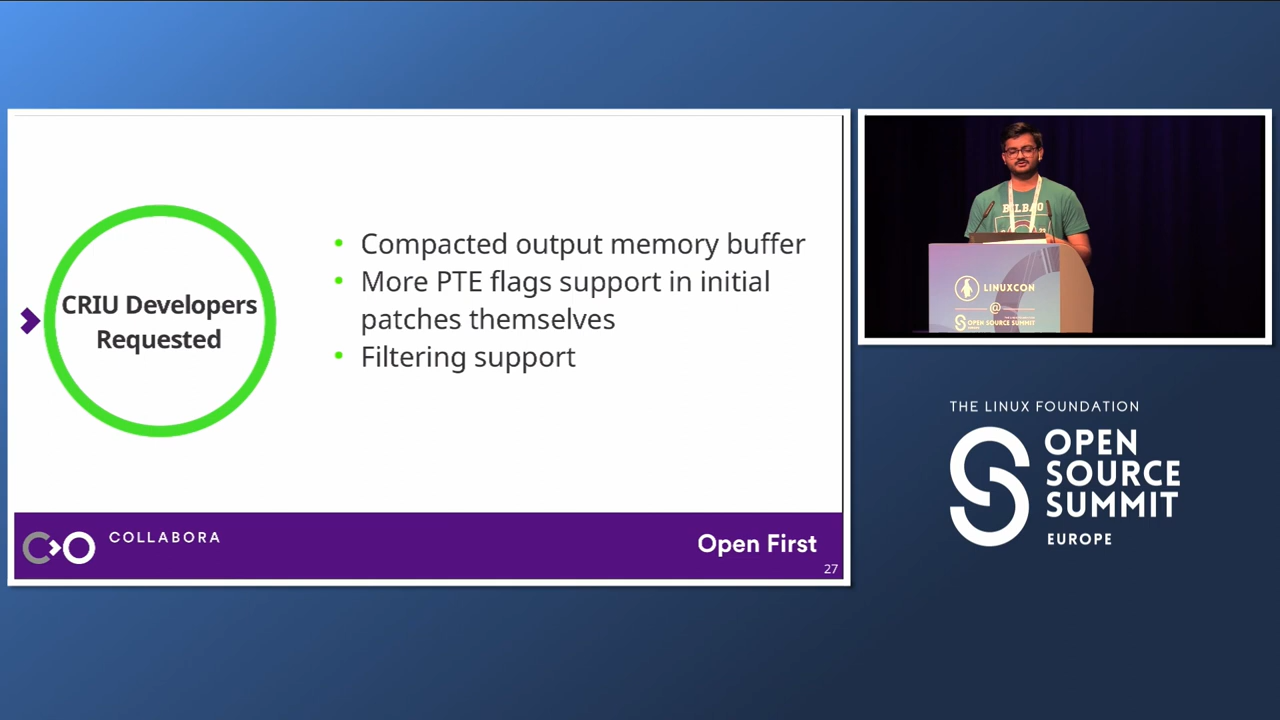 CRIU Developers
Requested
Compacted output memory buffer
More PTE flags support in initial
patches themselves
Filtering support
COLLABORA
Open First
27
BILBAO
LINUXCON
@
OPEN SOURCE SUMMIT
THE LINUX FOUNDATION
OPEN
SOURCE
SUMMIT
EUROPE